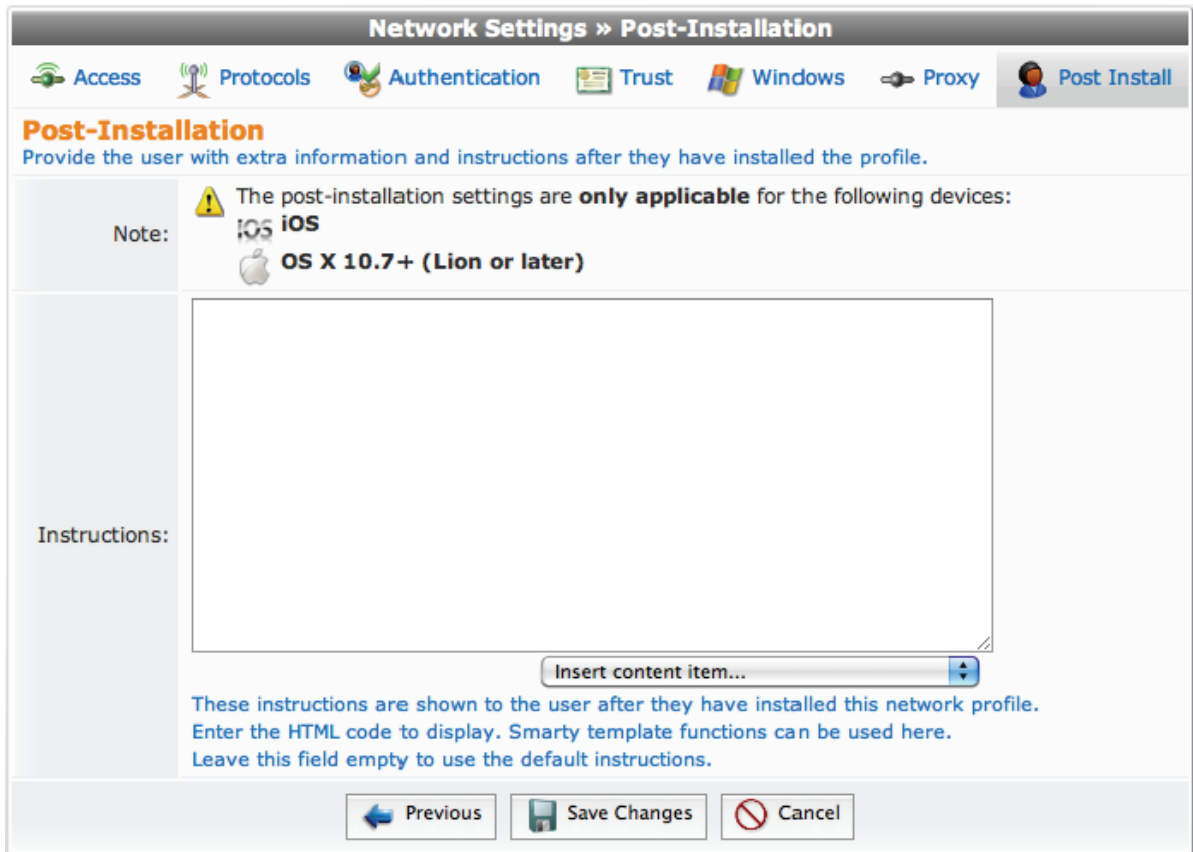 Network Settings » Post-Installation
Access Protocols Authentication Trust Windows Proxy Post Install
Post-Installation
Provide the user with extra information and instructions after they have installed the profile.
Note:
The post-installation settings are only applicable for the following devices:
iOS iOS
OS X 10.7+ (Lion or later)
Instructions:
Insert content item...
These instructions are shown to the user after they have installed this network profile.
Enter the HTML code to display. Smarty template functions can be used here.
Leave this field empty to use the default instructions.
Previous Save Changes Cancel